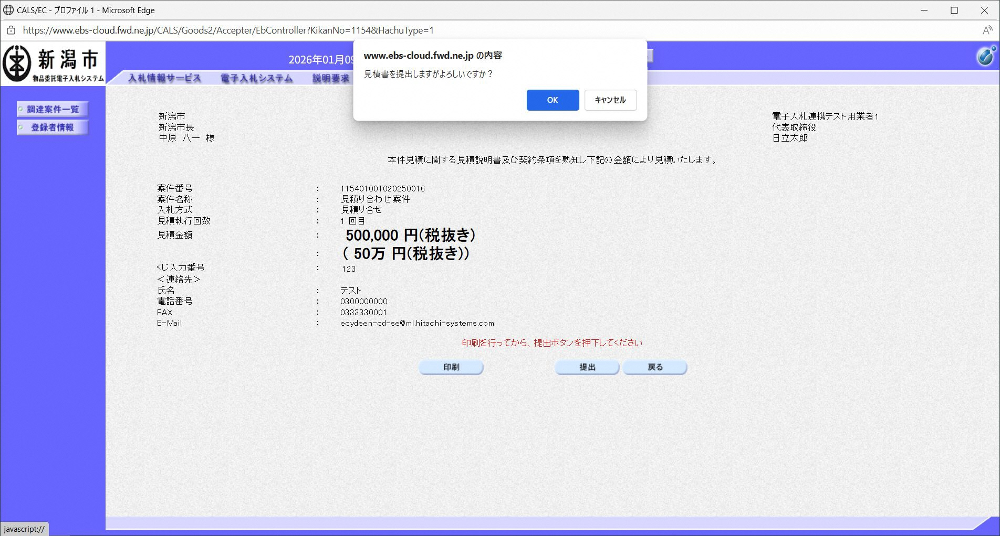 CALS/EC - プロファイル 1 - Microsoft Edge
https://www.ebs-cloud.fwd.ne.jp/CALS/Goods2/Accepter/EbController?KikanNo=1154&HachuType=1
新潟市
物品委託電子入札システム
2026年01月09
入札情報サービス 電子入札システム 説明要求
www.ebs-cloud.fwd.ne.jp の内容
見積書を提出しますがよろしいですか？
OK キャンセル
調達案件一覧
登録者情報
新潟市
新潟市長
中原 八一 様
電子入札連携テスト用業者1
代表取締役
日立太郎
本件見積に関する見積説明書及び契約条項を熟知し下記の金額により見積いたします。
案件番号 : 115401001020250016
案件名称 : 見積り合わせ案件
入札方式 : 見積り合せ
見積執行回数 : 1 回目
見積金額 : 500,000 円(税抜き)
: ( 50万 円(税抜き))
くじ入力番号 : 123
＜連絡先＞
氏名 : テスト
電話番号 : 0300000000
FAX : 0333330001
E-Mail : ecydeen-cd-se@ml.hitachi-systems.com
印刷を行ってから、提出ボタンを押下してください
印刷 提出 戻る
javascript://